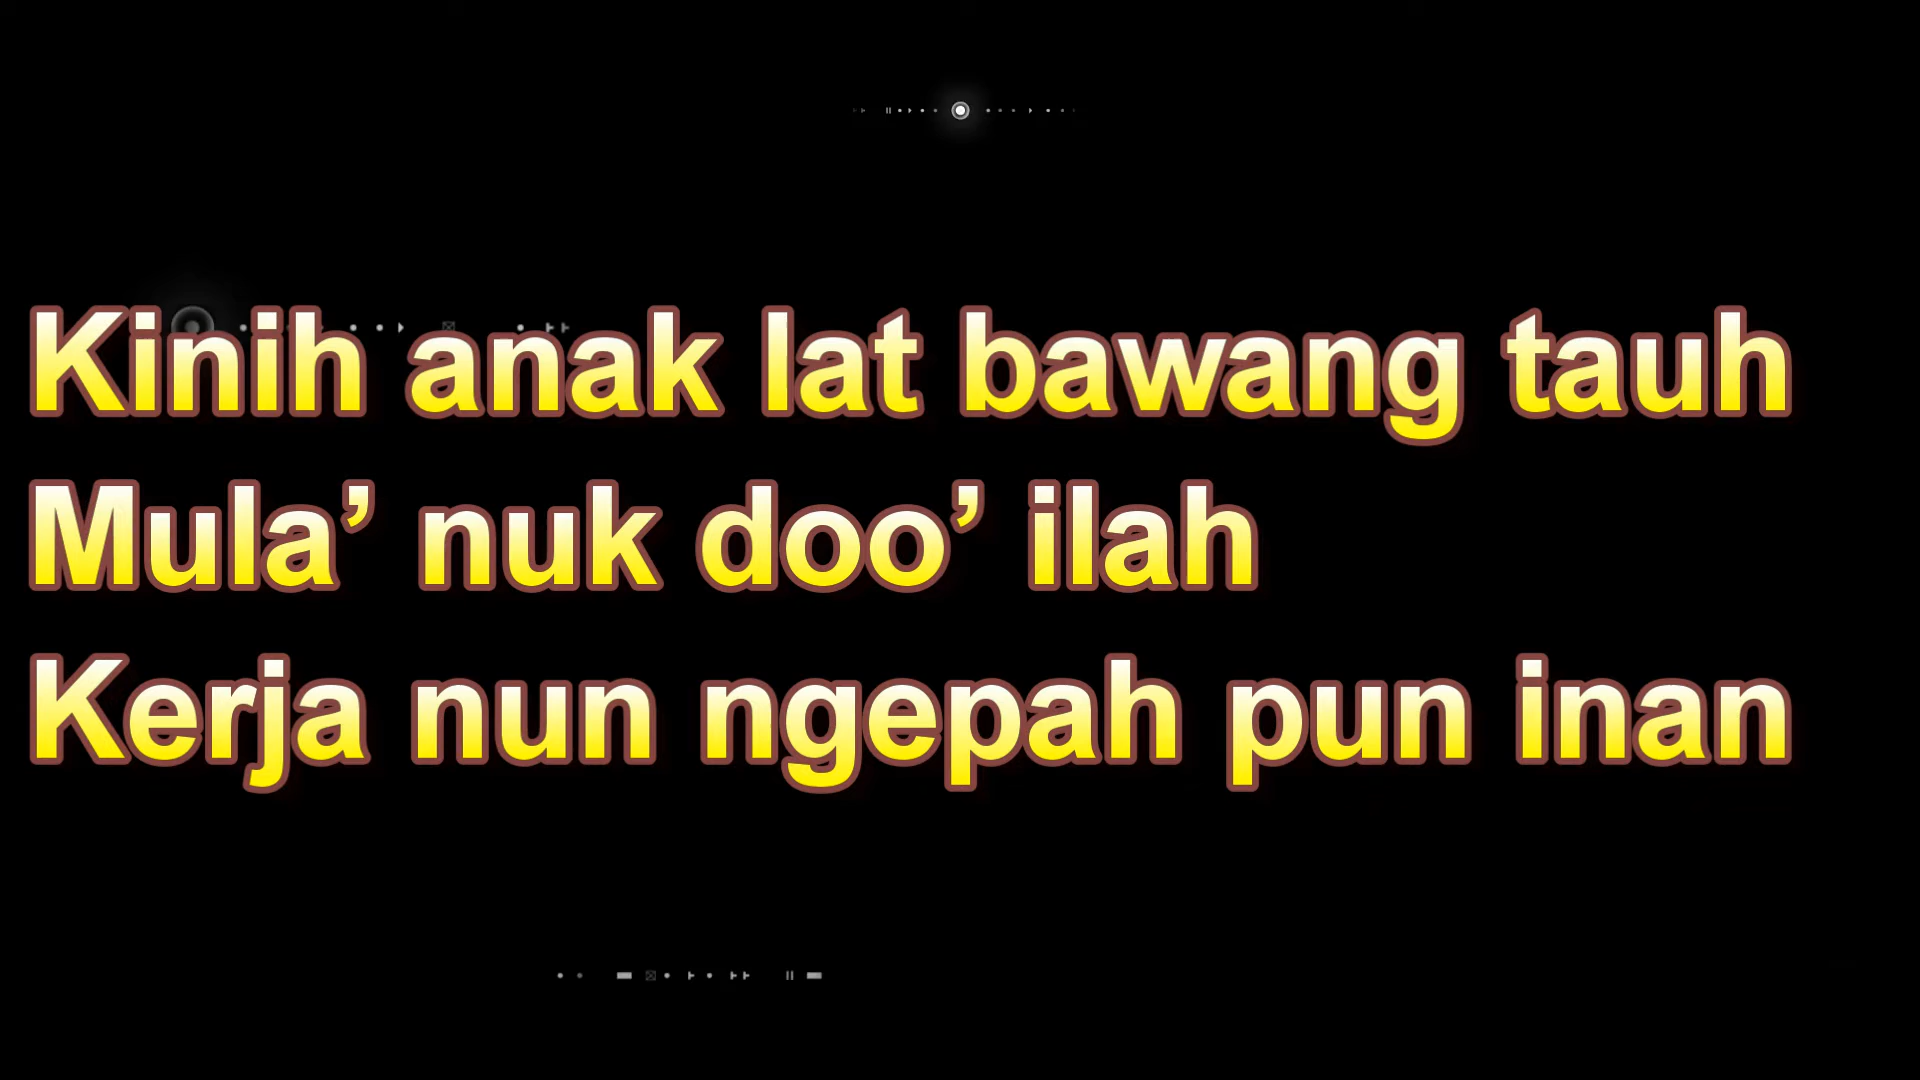 Kinih anak lat bawang tauh
Mula’ nuk doo’ ilah
Kerja nun ngepah pun inan